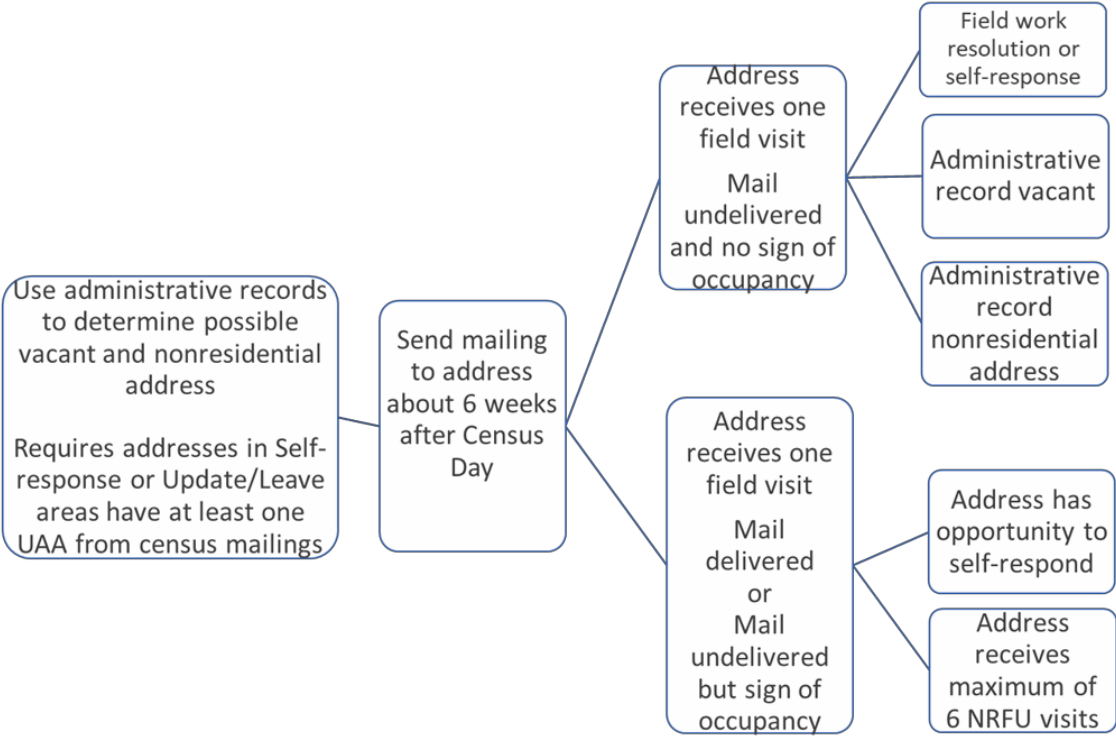 Use administrative records
to determine possible
vacant and nonresidential
address
Requires addresses in Self-
response or Update/Leave
areas have at least one
UAA from census mailings
Send mailing
to address
about 6 weeks
after Census
Day
Address
receives one
field visit
Mail
undelivered
and no sign of
occupancy
Field work
resolution or
self-response
Administrative
record vacant
Administrative
record
nonresidential
address
Address
receives one
field visit
Mail
delivered
or
Mail
undelivered
but sign of
occupancy
Address has
opportunity to
self-respond
Address
receives
maximum of
6 NRFU visits